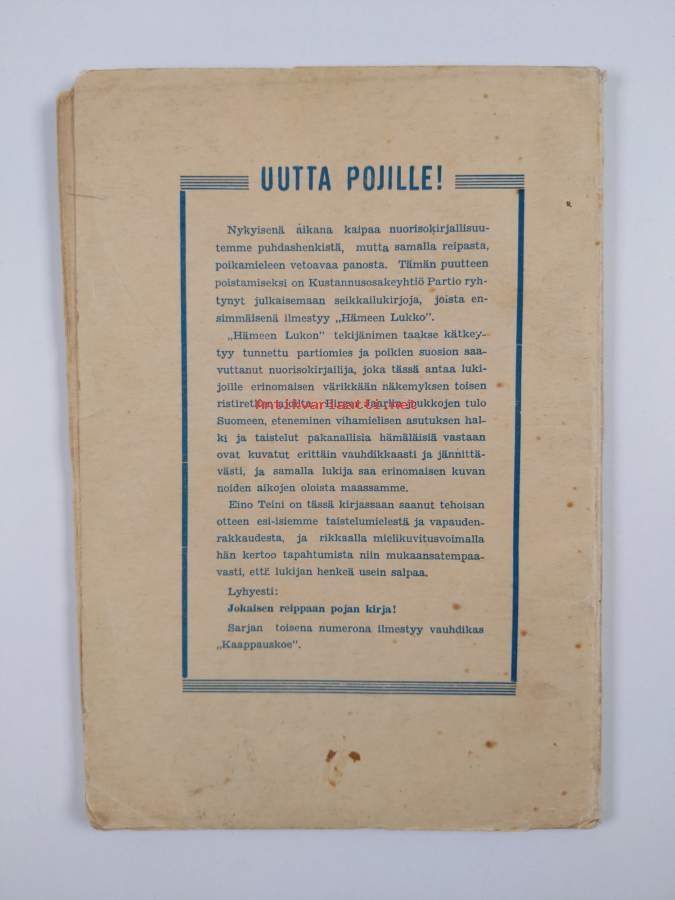 UUTTA POJILLE!
Nykyisenä aikana kaipaa nuorisokirjallisuu-
temme puhdashenkistä, mutta samalla reipasta,
poikamieleen vetoavaa panosta. Tämän puutteen
poistamiseksi on Kustannusosakeyhtiö Partio ryh-
tynyt julkaisemaan seikkailukirjoja, joista en-
simmäisenä ilmestyy „Hämeen Lukko".
„Hämeen Lukon" tekijänimen taakse kätkey-
tyy tunnettu partiomies ja poikien suosion saa-
vuttanut nuorisokirjailija, joka tässä antaa luki-
joille erinomaisen värikkään näkemyksen toisen
ristiretken ajoilta. Birger Jaarlin joukkojen tulo
Antikvariaatti.net
Suomeen, eteneminen vihamielisen asutuksen hal-
ki ja taistelut pakanallisia hämäläisiä vastaan
ovat kuvatut erittäin vauhdikkaasti ja jännittä-
västi, ja samalla lukija saa erinomaisen kuvan
noiden aikojen oloista maassamme.
Eino Teini on tässä kirjassaan saanut tehoisan
otteen esi-isiemme taistelumielestä ja vapauden-
rakkaudesta, ja rikkaalla mielikuvitusvoimalla
hän kertoo tapahtumista niin mukaansatempaa-
vasti, että lukijan henkeä usein salpaa.
Lyhyesti:
Jokaisen reippaan pojan kirja!
Sarjan toisena numerona ilmestyy vauhdikas
„Kaappauskoe".